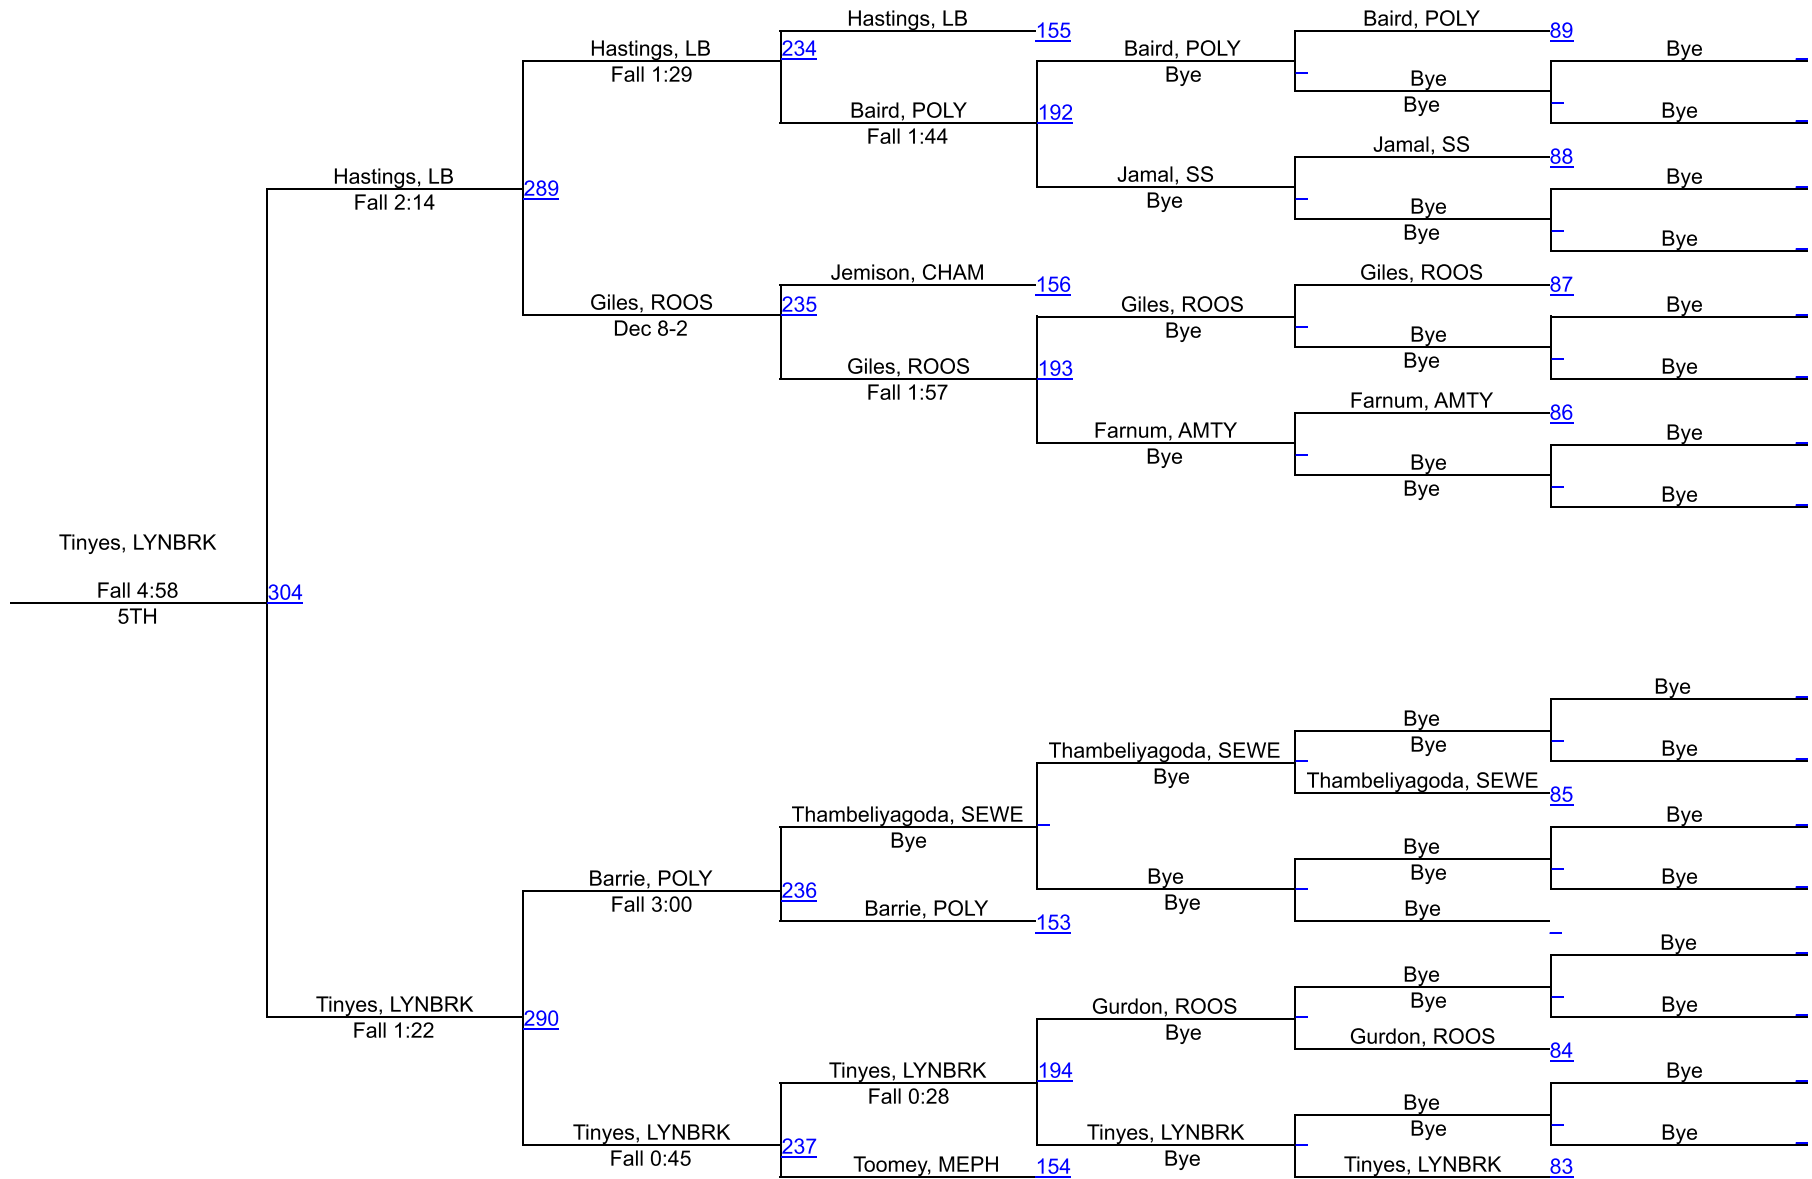 Hastings, LB
155
Baird, POLY
89
Hastings, LB
234
Baird, POLY
Bye
Fall 1:29
Bye
Bye
Bye
Baird, POLY
192
Bye
Fall 1:44
Jamal, SS
88
Hastings, LB
289
Jamal, SS
Bye
Fall 2:14
Bye
Bye
Bye
Bye
Jemison, CHAM
156
Giles, ROOS
87
Giles, ROOS
235
Giles, ROOS
Bye
Dec 8-2
Bye
Bye
Bye
Giles, ROOS
193
Bye
Fall 1:57
Farnum, AMTY
86
Farnum, AMTY
Bye
Bye
Bye
Bye
Bye
Tinyes, LYNBRK
Fall 4:58
304
5TH
Bye
Bye
Bye
Thambeliyagoda, SEWE
Bye
Bye
Thambeliyagoda, SEWE
85
Thambeliyagoda, SEWE
Bye
Bye
Bye
Barrie, POLY
236
Bye
Bye
Bye
Fall 3:00
Bye
Barrie, POLY
153
Bye
Bye
Bye
Tinyes, LYNBRK
290
Gurdon, ROOS
Bye
Bye
Fall 1:22
Bye
Gurdon, ROOS
84
Tinyes, LYNBRK
194
Bye
Fall 0:28
Bye
Bye
Tinyes, LYNBRK
237
Tinyes, LYNBRK
Bye
Fall 0:45
Bye
Toomey, MEPH
154
Tinyes, LYNBRK
83